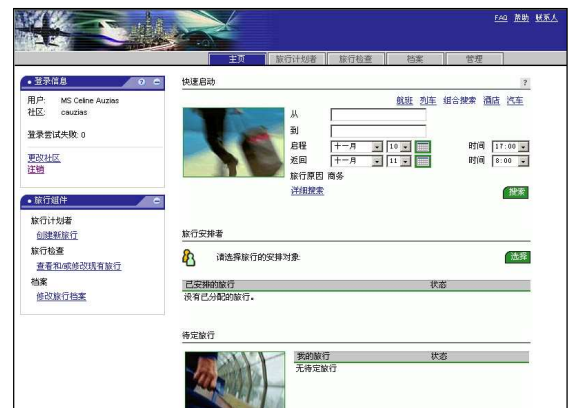 FAQ 帮助 联系人
主页 旅行计划者 旅行检查 档案 管理
• 登录信息
用户: MS Celine Auzias
社区: cauzias
登录尝试失败: 0
更改社区
注销
• 旅行组件
旅行计划者
创建新旅行
旅行检查
查看和/或修改现有旅行
档案
修改旅行档案
快速启动 ?
航班 列车 组合搜索 酒店 汽车
从
到
启程 十一月 10 时间 17:00
返回 十一月 11 时间 8:00
旅行原因 商务
详细搜索 搜索
旅行安排者
请选择旅行的安排对象: 选择
已安排的旅行 状态
没有已分配的旅行。
待定旅行
我的旅行 状态
无待定旅行